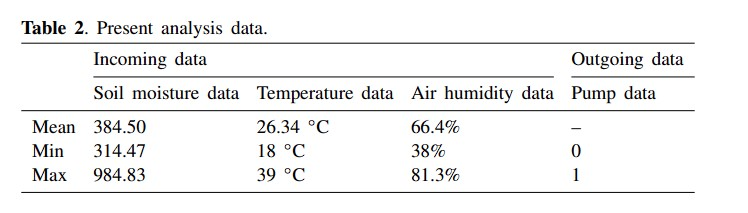 Table 2. Present analysis data.
Incoming data Outgoing data
Soil moisture data Temperature data Air humidity data Pump data
Mean 384.50 26.34 °C 66.4% –
Min 314.47 18 °C 38% 0
Max 984.83 39 °C 81.3% 1